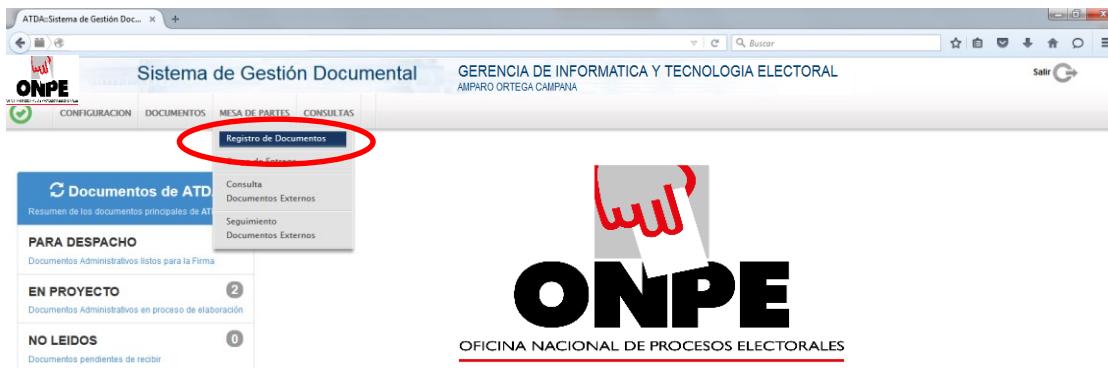 ATDA::Sistema de Gestión Doc... × +
Buscar
ONPE
Sistema de Gestión Documental
GERENCIA DE INFORMATICA Y TECNOLOGIA ELECTORAL
AMPARO ORTEGA CAMPANA
Salir
CONFIGURACION DOCUMENTOS MESA DE PARTES CONSULTAS
Registro de Documentos
de Entrega
Consulta
Documentos Externos
Seguimiento
Documentos Externos
Documentos de ATD
Resumen de los documentos principales de AT
PARA DESPACHO
Documentos Administrativos listos para la Firma
EN PROYECTO 2
Documentos Administrativos en proceso de elaboración
NO LEIDOS 0
Documentos pendientes de recibir
ONPE
OFICINA NACIONAL DE PROCESOS ELECTORALES